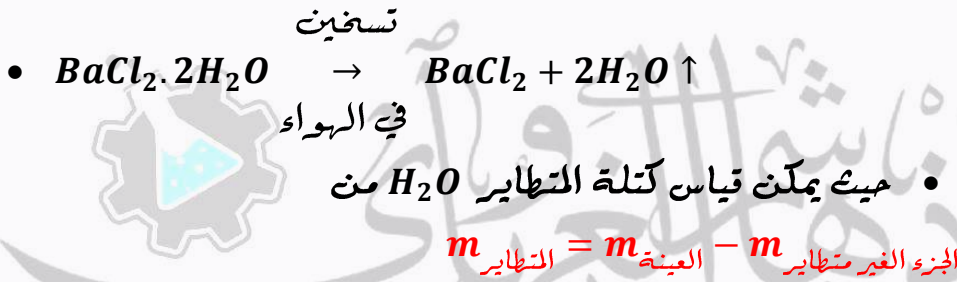 تسخين
• BaCl₂.2H₂O → BaCl₂ + 2H₂O ↑
في الهواء
• حيث يمكن قياس كتلة المتطاير H₂O من
m المتطاير = m العينة − m الجزء الغير متطاير